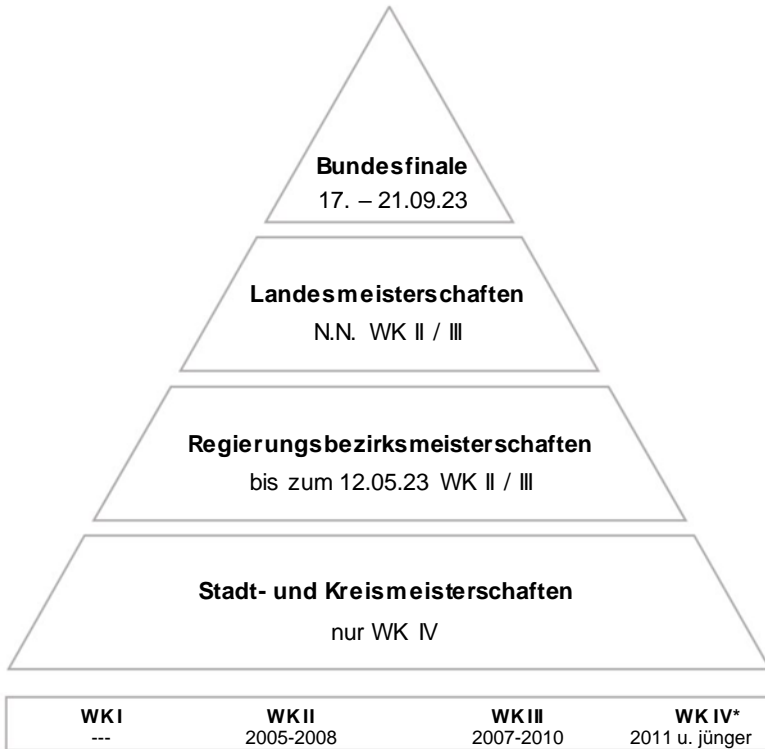 Bundesfinale
17. – 21.09.23
Landesmeisterschaften
N.N. WK II / III
Regierungsbezirksmeisterschaften
bis zum 12.05.23 WK II / III
Stadt- und Kreismeisterschaften
nur WK IV
WK I WK II WK III WK IV*
--- 2005-2008 2007-2010 2011 u. jünger